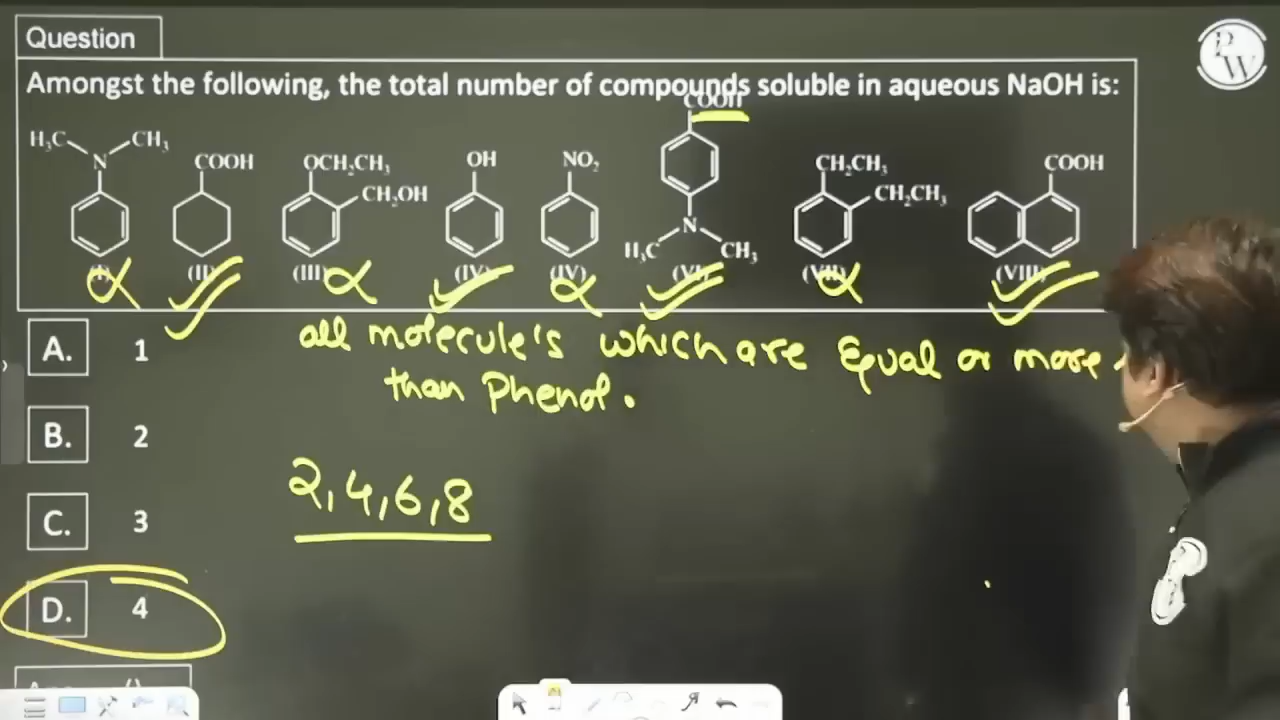 Question
PW
Amongst the following, the total number of compounds soluble in aqueous NaOH is:
H₃C CH₃ COOH OCH₂CH₃ OH NO₂ COOH CH₂CH₃ COOH
N CH₂OH N CH₂CH₃
H₃C CH₃
(I) (II) (III) (IV) (IV) (VI) (VII) (VIII)
all molecule's which are Equal or more
than Phenol.
A. 1
B. 2
2,4,6,8
C. 3
D. 4